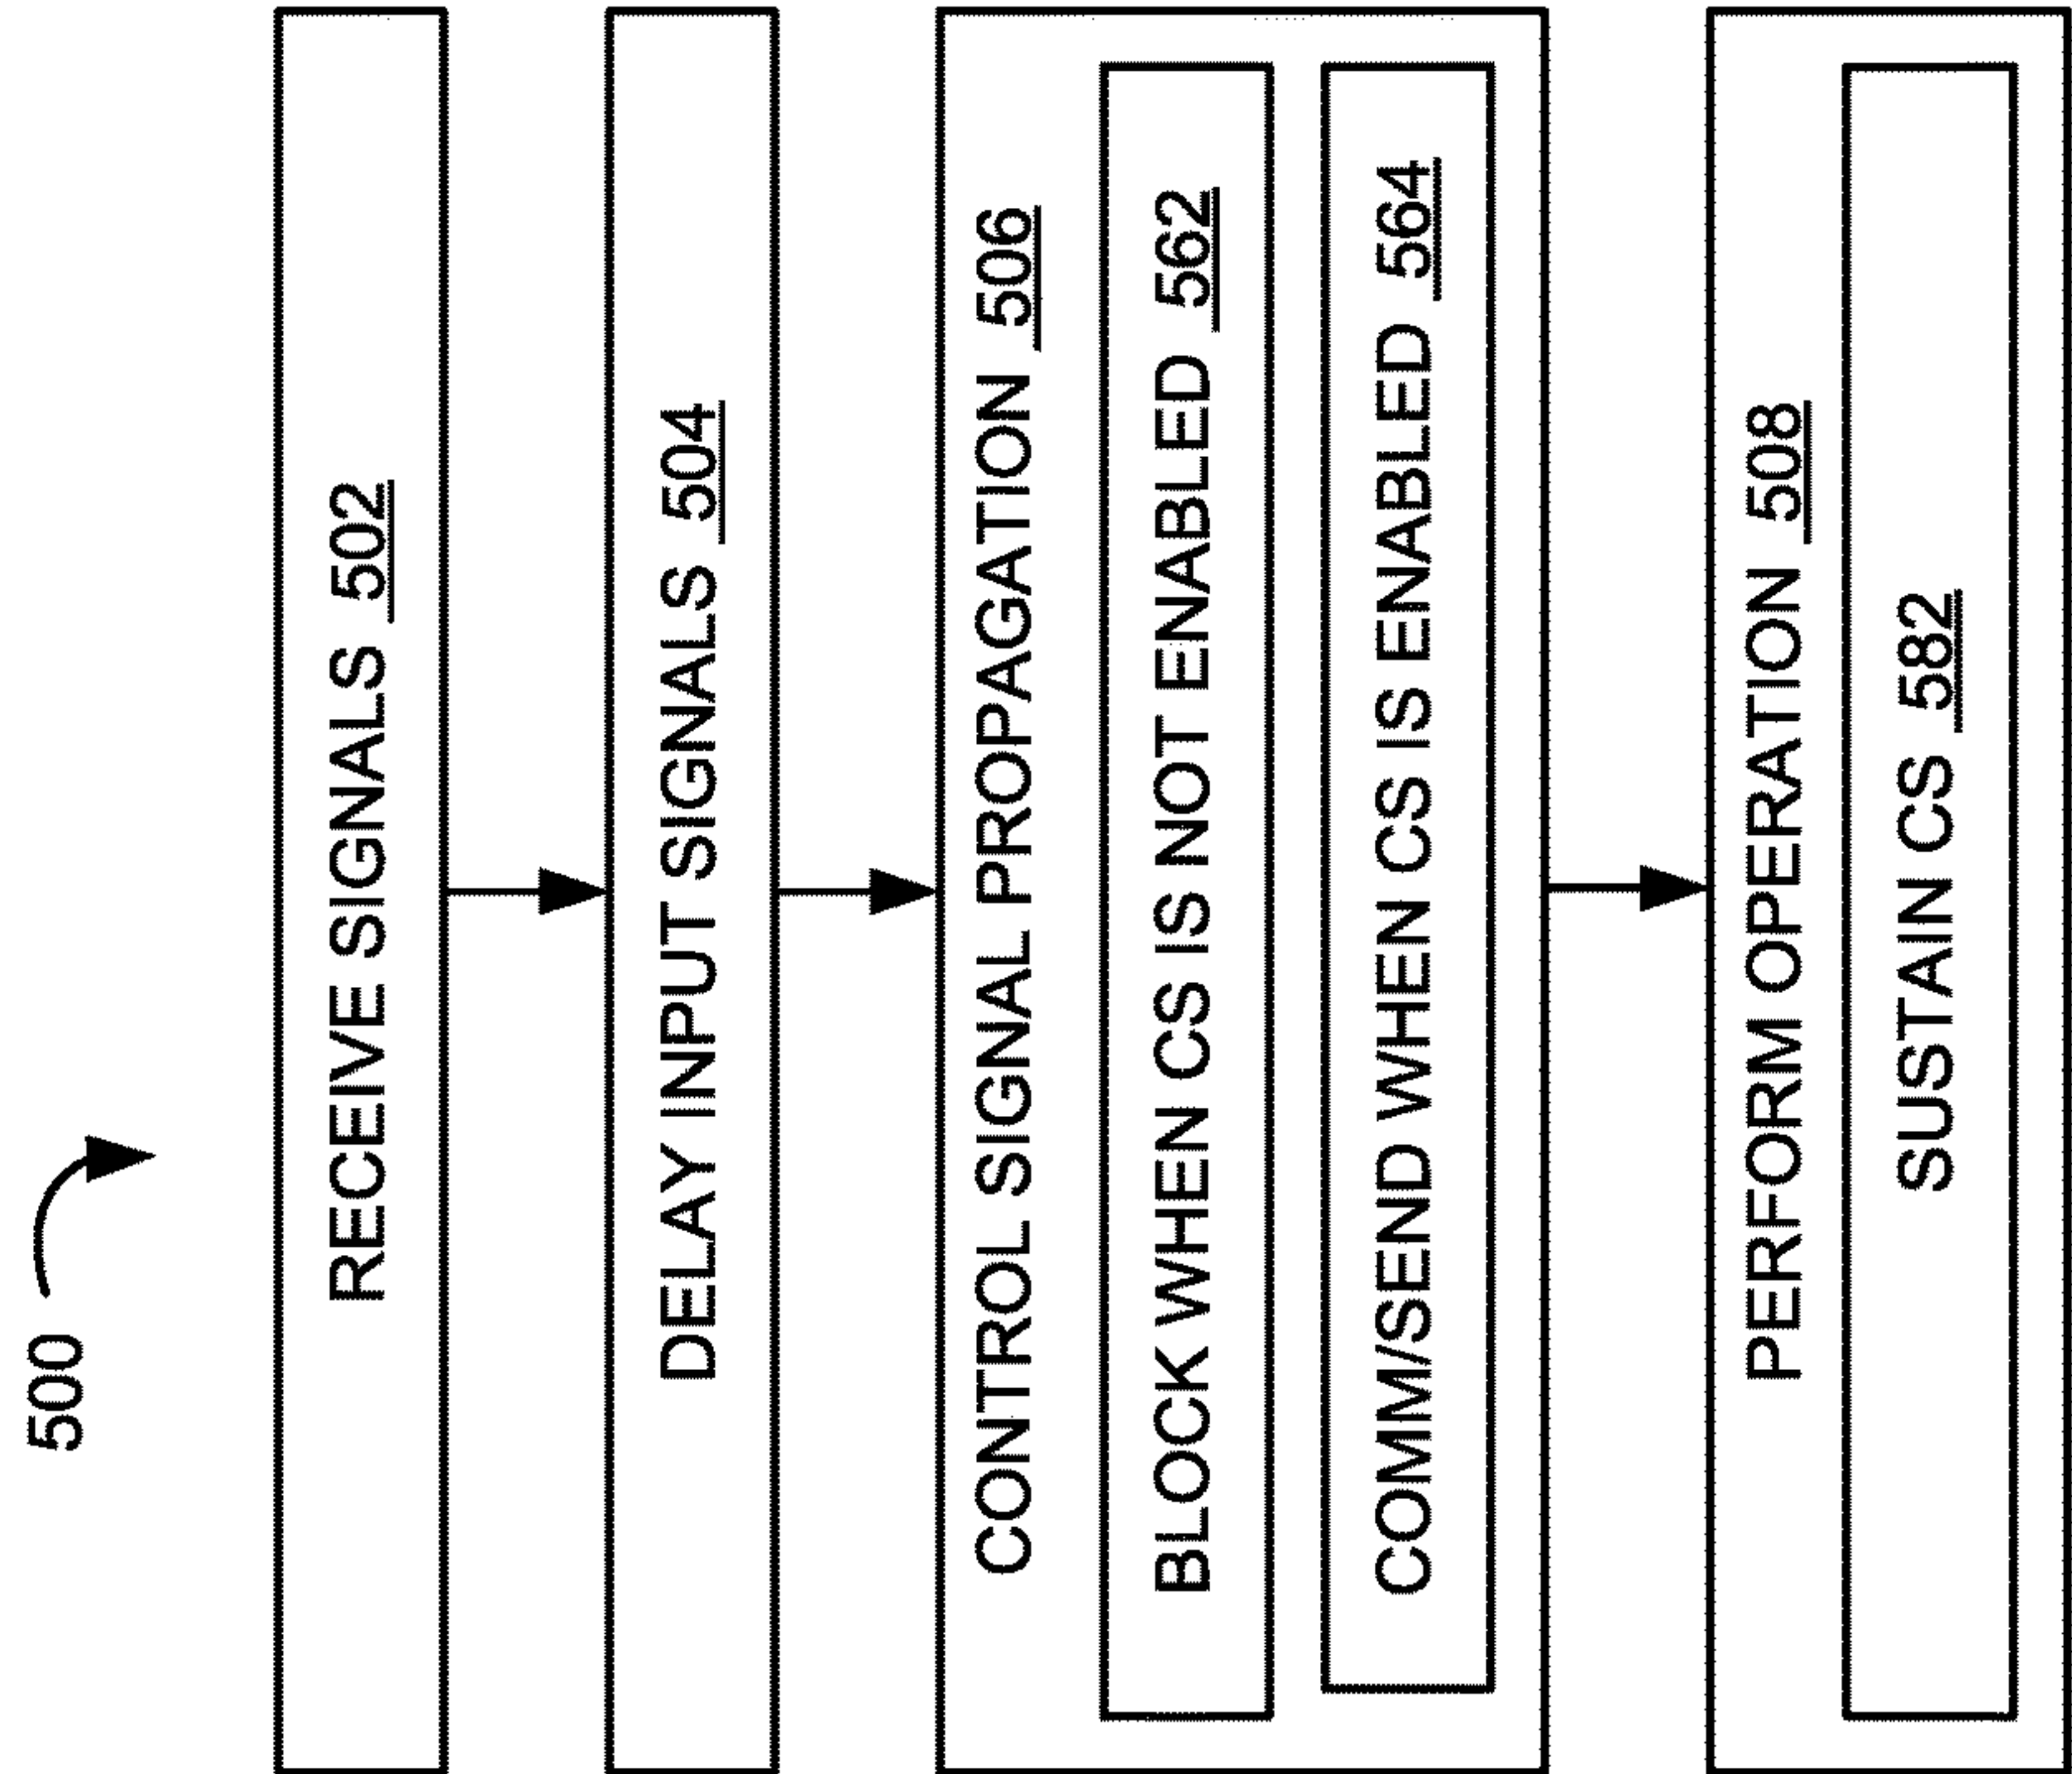 500
RECEIVE SIGNALS 502
DELAY INPUT SIGNALS 504
CONTROL SIGNAL PROPAGATION 506
BLOCK WHEN CS IS NOT ENABLED 562
COMM/SEND WHEN CS IS ENABLED 564
PERFORM OPERATION 508
SUSTAIN CS 582